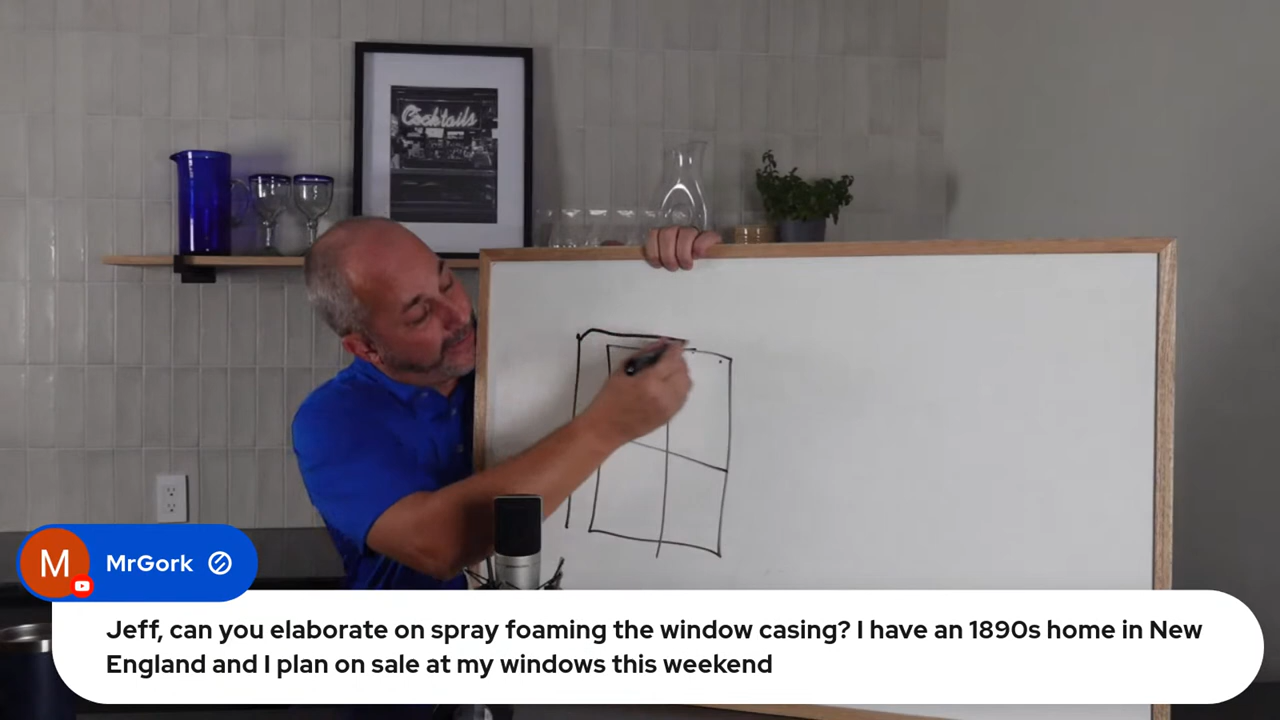 Cocktails
M
MrGork
Jeff, can you elaborate on spray foaming the window casing? I have an 1890s home in New
England and I plan on sale at my windows this weekend